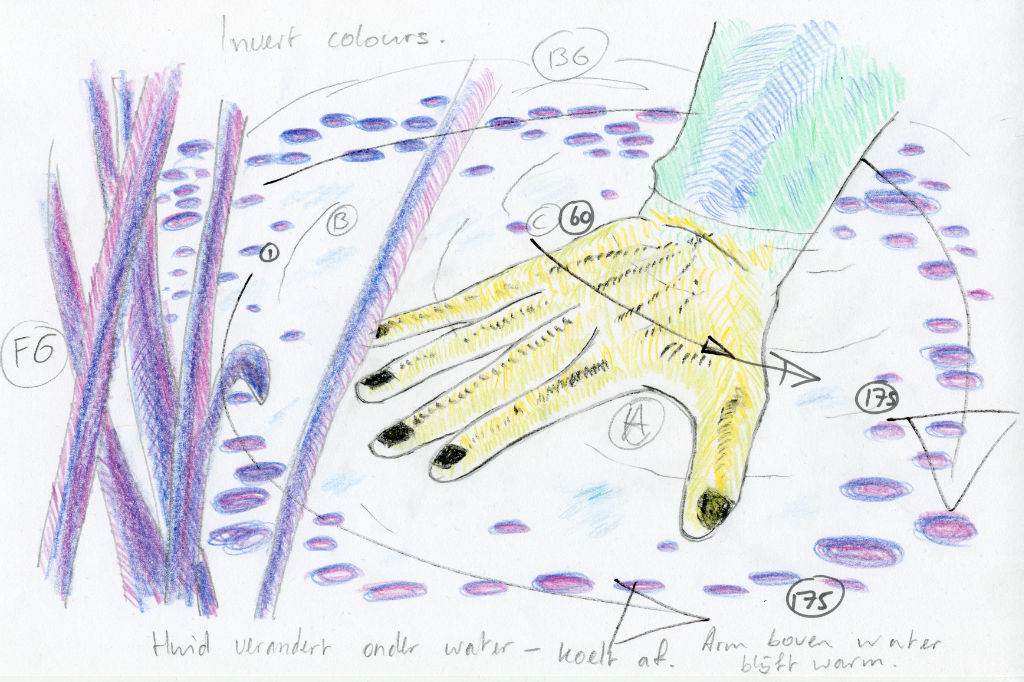 Invert colours.
BG
B
C 60
1
FG
A
175
175
Huid verandert onder water - koelt af. Arm boven water
blijft warm.